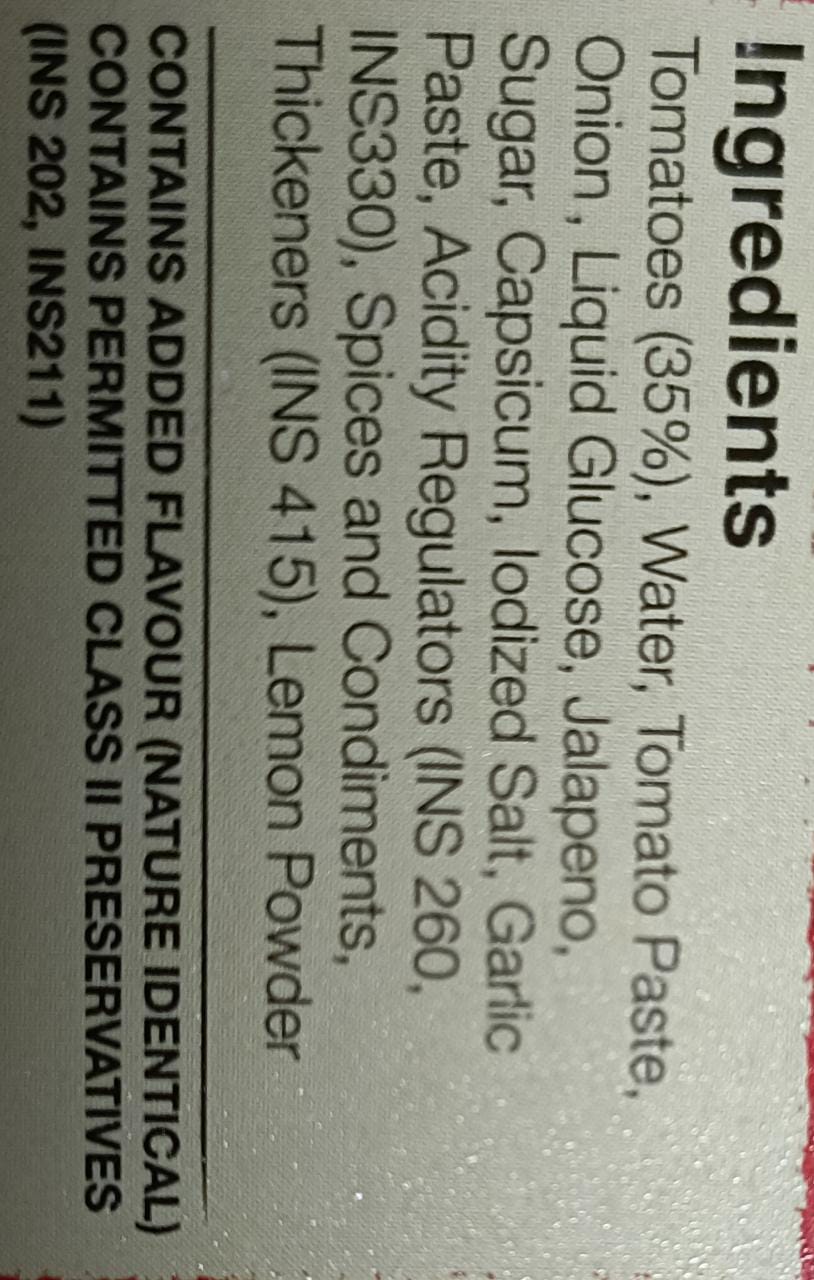 Ingredients
Tomatoes (35%), Water, Tomato Paste,
Onion , Liquid Glucose, Jalapeno,
Sugar, Capsicum, Iodized Salt, Garlic
Paste, Acidity Regulators (INS 260,
INS330), Spices and Condiments,
Thickeners (INS 415), Lemon Powder
CONTAINS ADDED FLAVOUR (NATURE IDENTICAL)
CONTAINS PERMITTED CLASS II PRESERVATIVES
(INS 202, INS211)